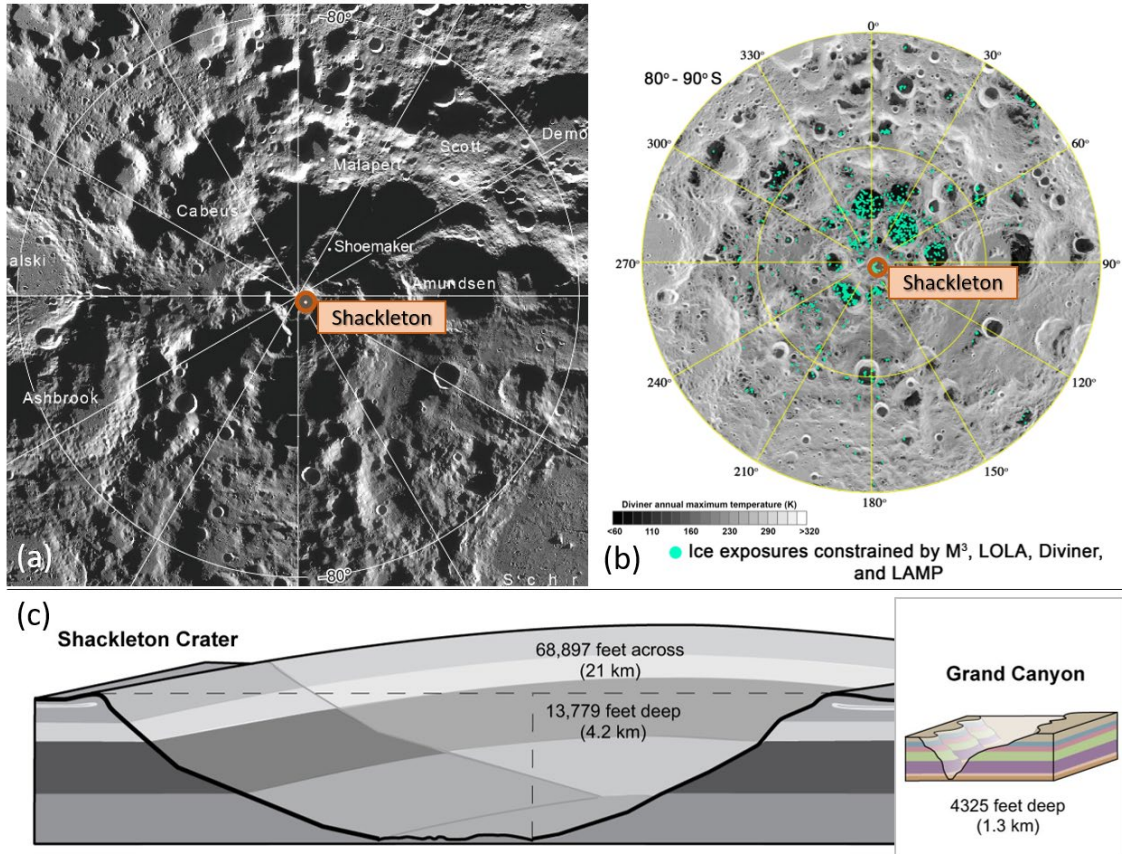 −80°
Demo
Scott
Malapert
Cabeus
Shoemaker
alski
Amundsen
Shackleton
Ashbrook
(a)
−80°
S c h r
80° - 90° S
0°
30°
60°
90°
120°
150°
180°
210°
240°
270°
300°
330°
Shackleton
Diviner annual maximum temperature (K)
<60 110 160 230 290 >320
(b)
Ice exposures constrained by M³, LOLA, Diviner,
and LAMP
(c)
Shackleton Crater
68,897 feet across
(21 km)
13,779 feet deep
(4.2 km)
Grand Canyon
4325 feet deep
(1.3 km)